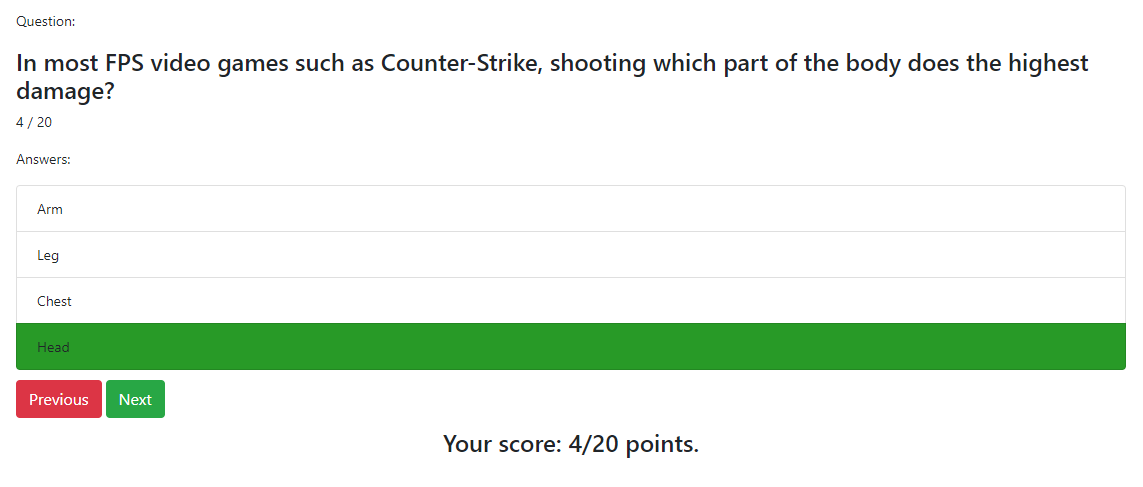 Question:
In most FPS video games such as Counter-Strike, shooting which part of the body does the highest
damage?
4 / 20
Answers:
Arm
Leg
Chest
Head
Previous Next
Your score: 4/20 points.